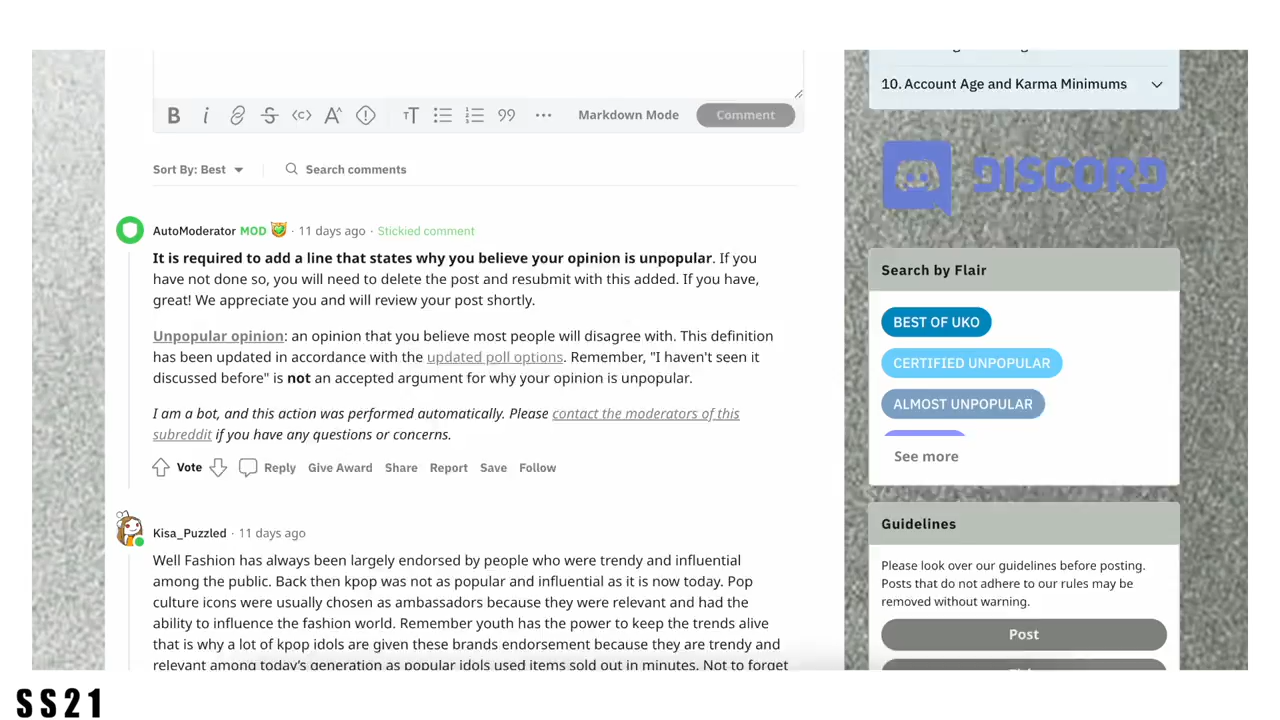 10. Account Age and Karma Minimums
Markdown Mode
Comment
DISCORD
Sort By: Best
Search comments
AutoModerator MOD · 11 days ago · Stickied comment
It is required to add a line that states why you believe your opinion is unpopular. If you
have not done so, you will need to delete the post and resubmit with this added. If you have,
great! We appreciate you and will review your post shortly.
Unpopular opinion: an opinion that you believe most people will disagree with. This definition
has been updated in accordance with the updated poll options. Remember, "I haven't seen it
discussed before" is not an accepted argument for why your opinion is unpopular.
I am a bot, and this action was performed automatically. Please contact the moderators of this
subreddit if you have any questions or concerns.
Vote Reply Give Award Share Report Save Follow
Kisa_Puzzled · 11 days ago
Well Fashion has always been largely endorsed by people who were trendy and influential
among the public. Back then kpop was not as popular and influential as it is now today. Pop
culture icons were usually chosen as ambassadors because they were relevant and had the
ability to influence the fashion world. Remember youth has the power to keep the trends alive
that is why a lot of kpop idols are given these brands endorsement because they are trendy and
relevant among today's generation as popular idols used items sold out in minutes. Not to forget
Search by Flair
BEST OF UKO
CERTIFIED UNPOPULAR
ALMOST UNPOPULAR
See more
Guidelines
Please look over our guidelines before posting.
Posts that do not adhere to our rules may be
removed without warning.
Post
SS21